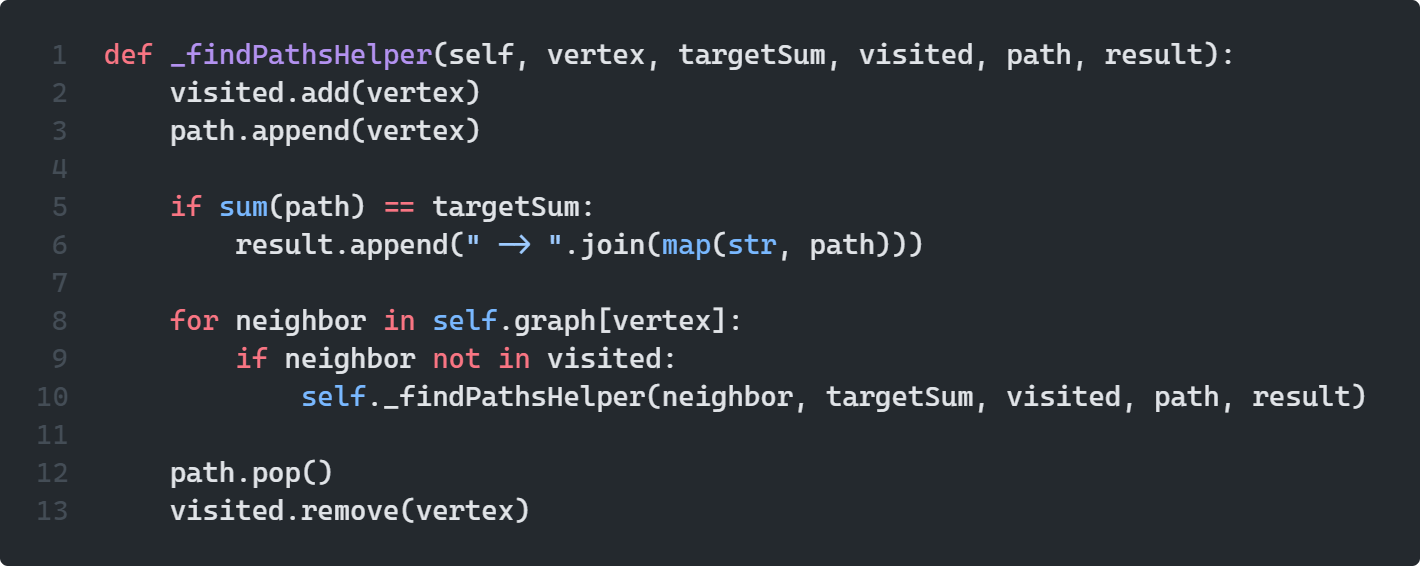 1 def _findPathsHelper(self, vertex, targetSum, visited, path, result):
2     visited.add(vertex)
3     path.append(vertex)
4
5     if sum(path) == targetSum:
6         result.append(" -> ".join(map(str, path)))
7
8     for neighbor in self.graph[vertex]:
9         if neighbor not in visited:
10             self._findPathsHelper(neighbor, targetSum, visited, path, result)
11
12     path.pop()
13     visited.remove(vertex)